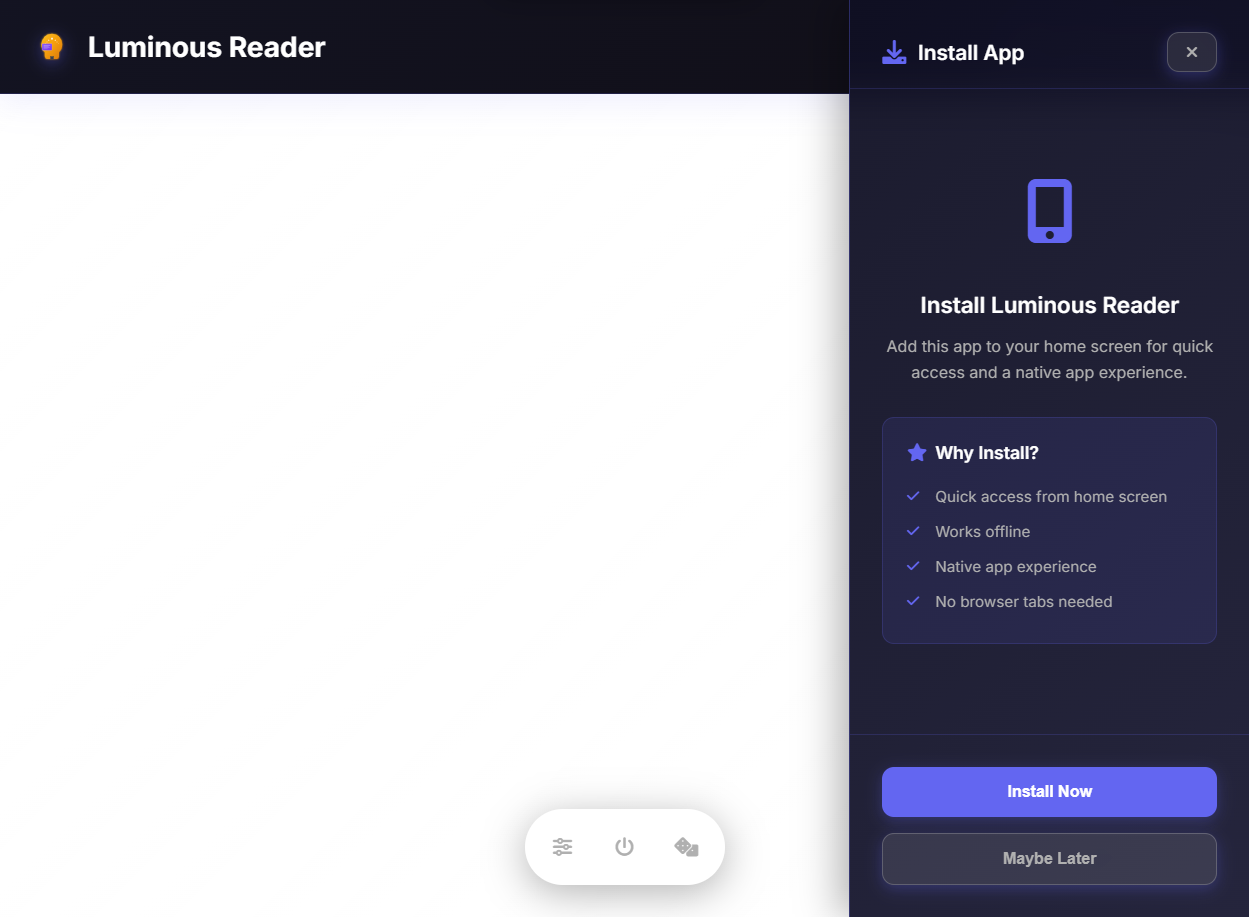 Luminous Reader
Install App
Install Luminous Reader
Add this app to your home screen for quick
access and a native app experience.
Why Install?
Quick access from home screen
Works offline
Native app experience
No browser tabs needed
Install Now
Maybe Later